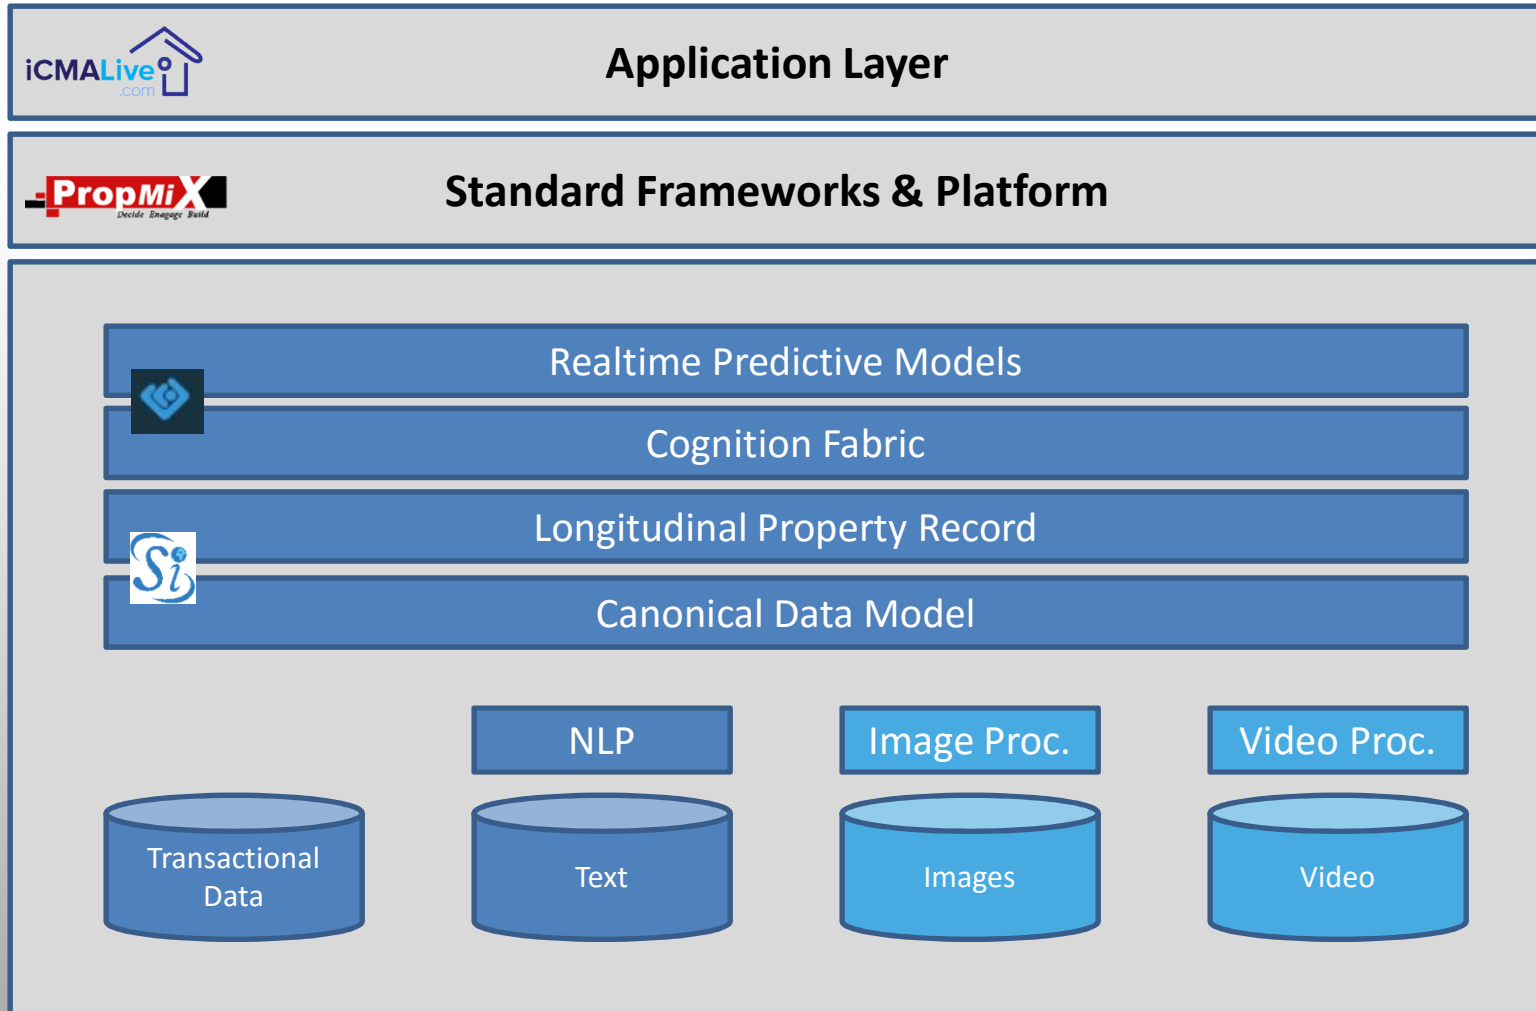 iCMALive
.com
Application Layer
PropMiX
Decide Enagage Build
Standard Frameworks & Platform
Realtime Predictive Models
Cognition Fabric
Longitudinal Property Record
Si
Canonical Data Model
NLP
Image Proc.
Video Proc.
Transactional
Data
Text
Images
Video